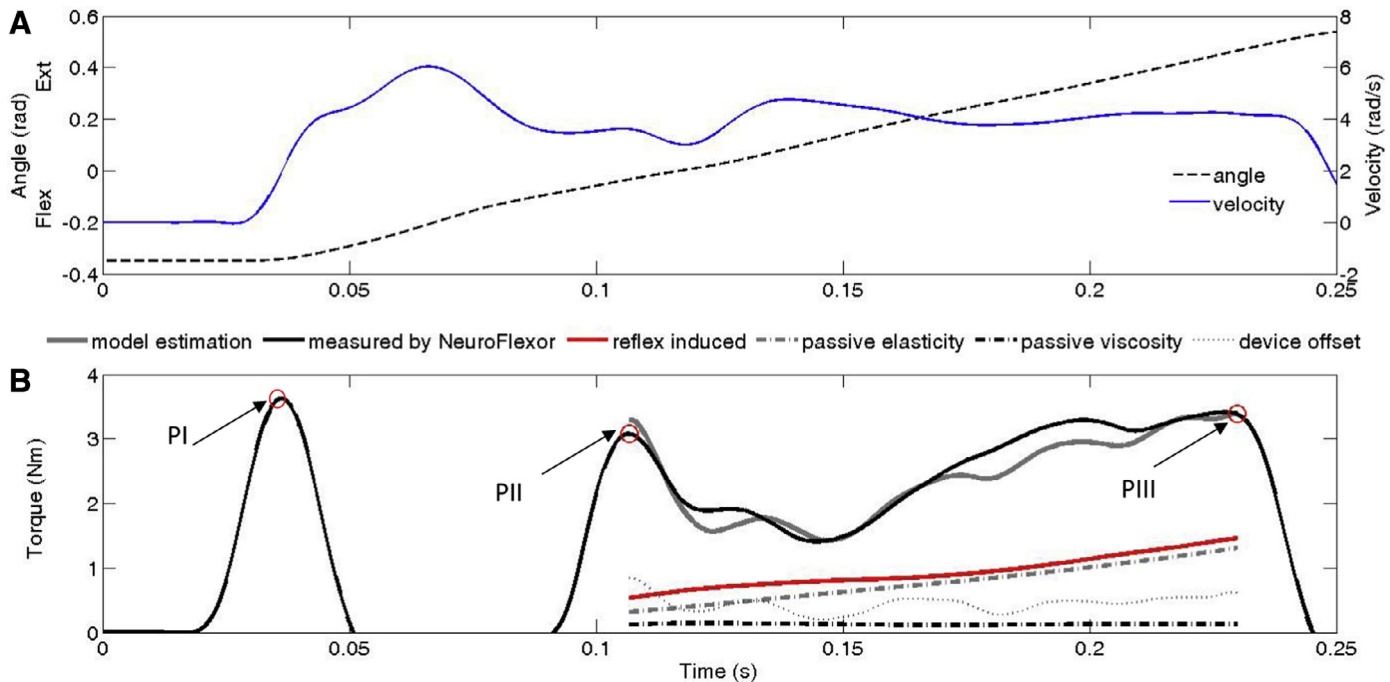 A
0.6
0.4
0.2
0
-0.2
-0.4
Angle (rad)
Flex
Ext
8
6
4
2
0
-2
Velocity (rad/s)
angle
velocity
0
0.05
0.1
0.15
0.2
0.25
model estimation measured by NeuroFlexor reflex induced passive elasticity passive viscosity device offset
B
4
3
2
1
0
Torque (Nm)
PI
PII
PIII
0
0.05
0.1
0.15
0.2
0.25
Time (s)